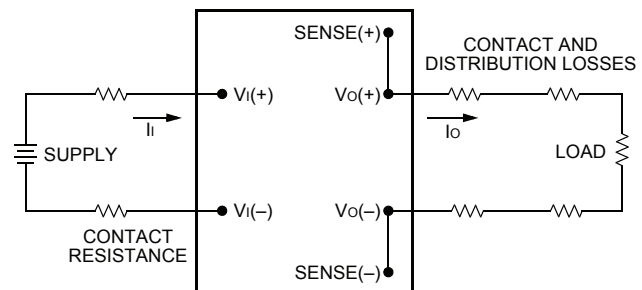 SENSE(+)
CONTACT AND
DISTRIBUTION LOSSES
VI(+)
VO(+)
II
IO
SUPPLY
LOAD
VI(–)
VO(–)
CONTACT
RESISTANCE
SENSE(–)